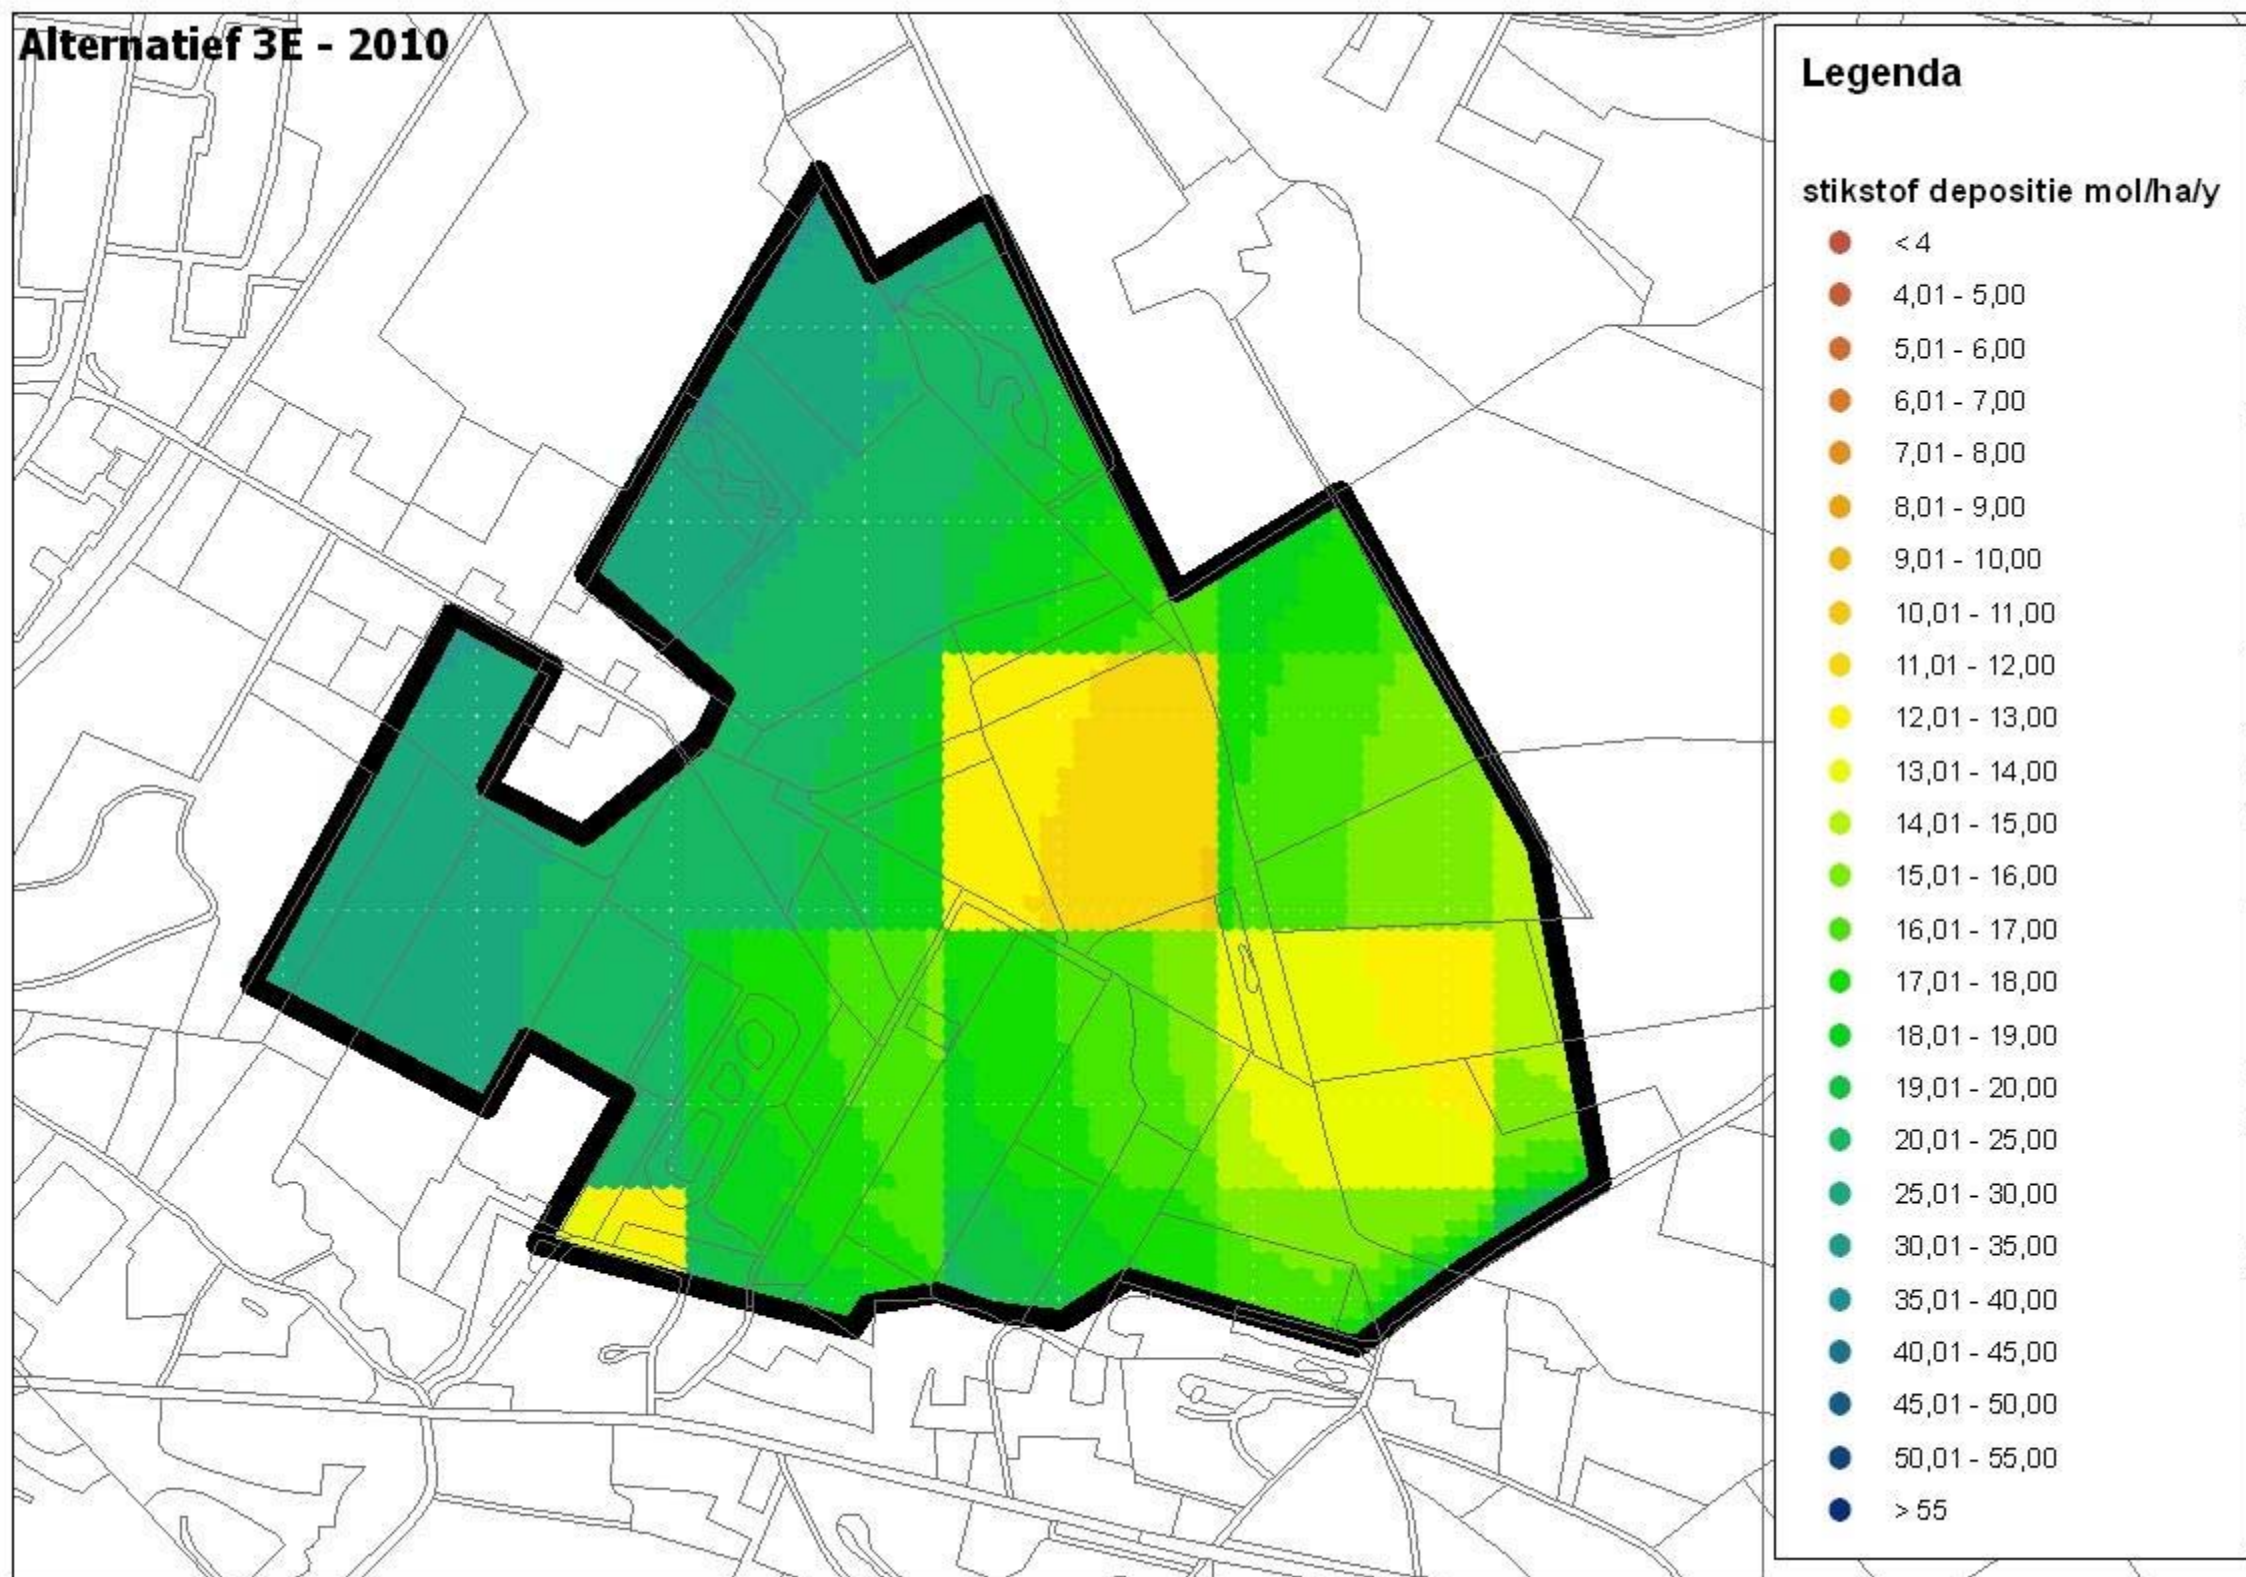 Alternatief 3E - 2010
Legenda
stikstof depositie mol/ha/y
< 4
4,01 - 5,00
5,01 - 6,00
6,01 - 7,00
7,01 - 8,00
8,01 - 9,00
9,01 - 10,00
10,01 - 11,00
11,01 - 12,00
12,01 - 13,00
13,01 - 14,00
14,01 - 15,00
15,01 - 16,00
16,01 - 17,00
17,01 - 18,00
18,01 - 19,00
19,01 - 20,00
20,01 - 25,00
25,01 - 30,00
30,01 - 35,00
35,01 - 40,00
40,01 - 45,00
45,01 - 50,00
50,01 - 55,00
> 55